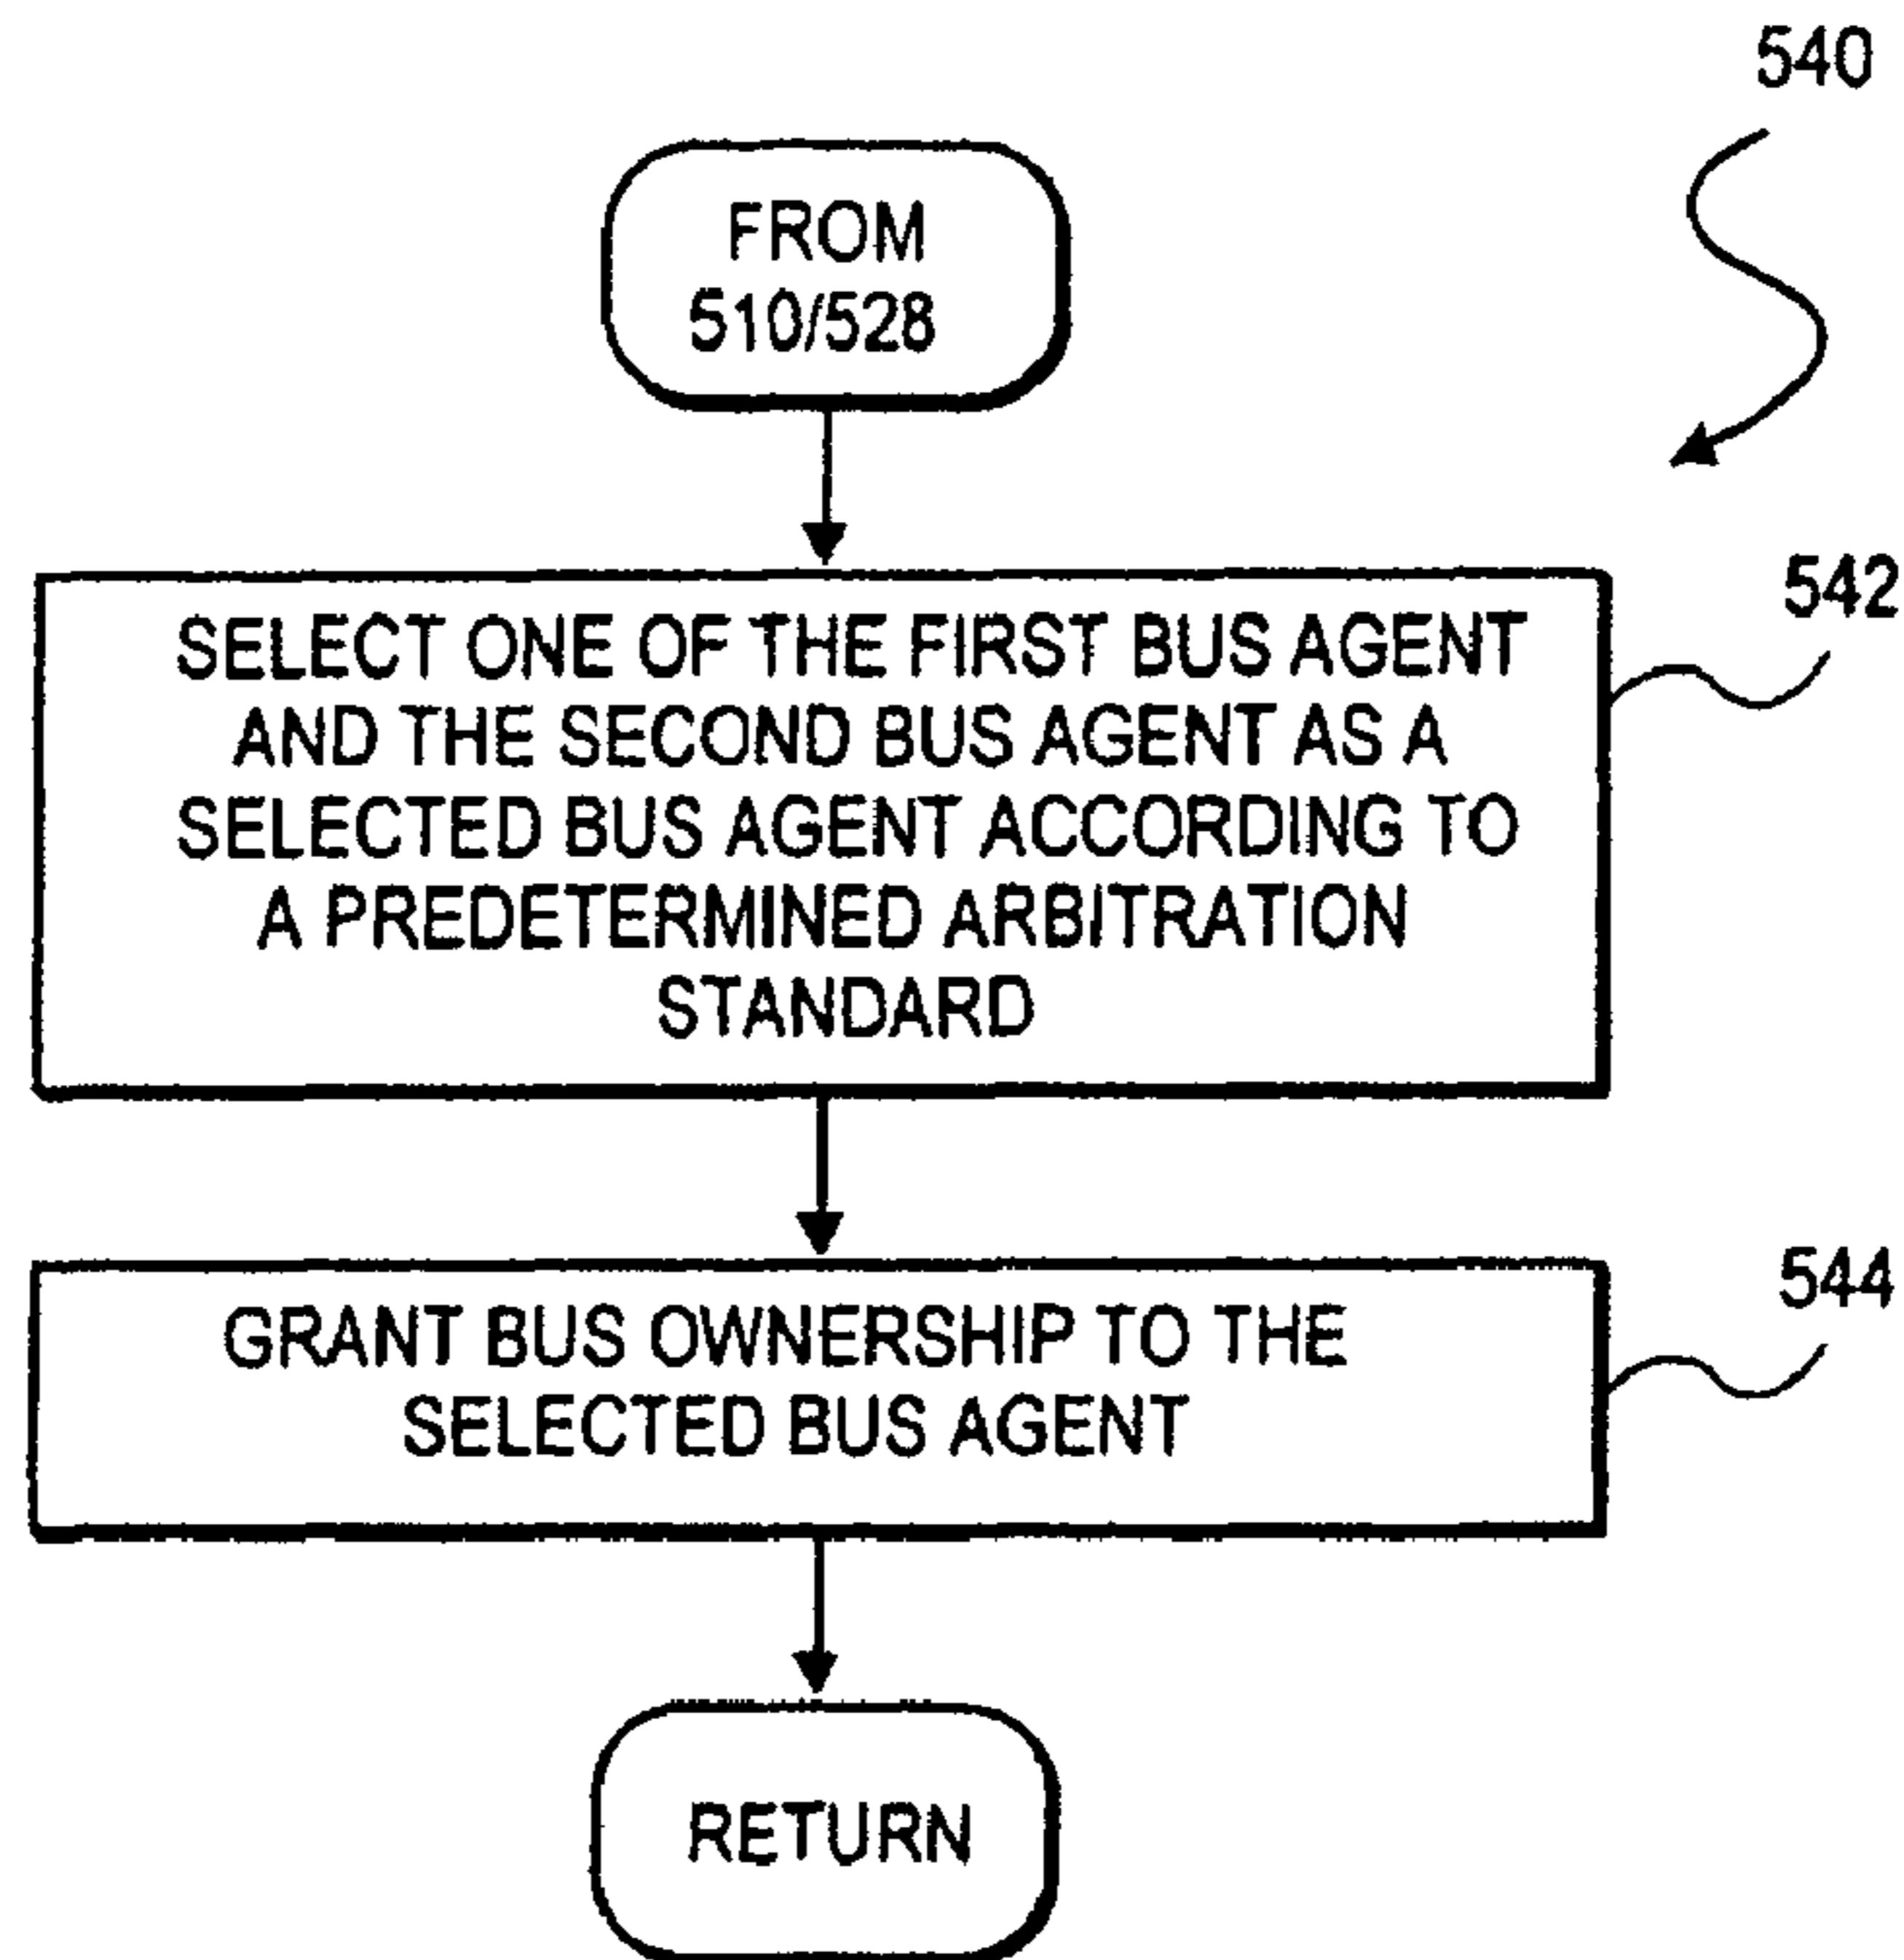 540
FROM
510/528
542
SELECT ONE OF THE FIRST BUS AGENT
AND THE SECOND BUS AGENT AS A
SELECTED BUS AGENT ACCORDING TO
A PREDETERMINED ARBITRATION
STANDARD
544
GRANT BUS OWNERSHIP TO THE
SELECTED BUS AGENT
RETURN